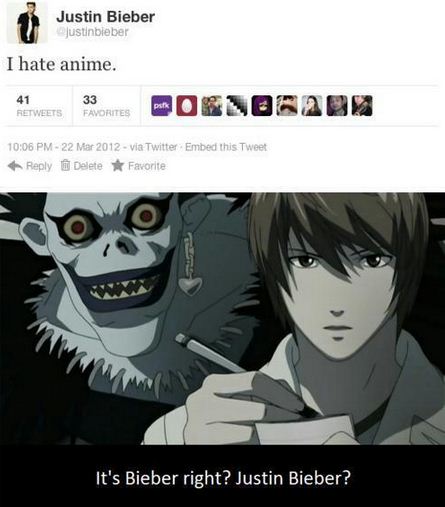 Justin Bieber
@justinbieber
I hate anime.
41 33
RETWEETS FAVORITES
psfk
10:06 PM - 22 Mar 2012 - via Twitter · Embed this Tweet
Reply Delete Favorite
It's Bieber right? Justin Bieber?